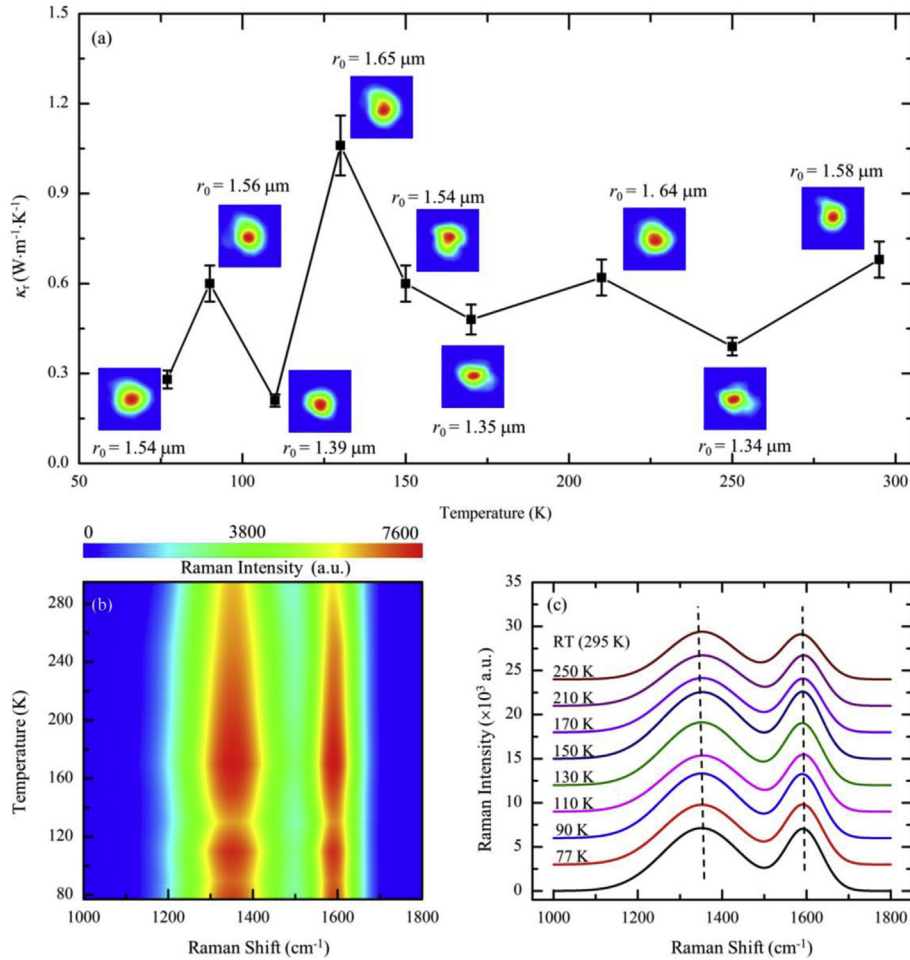 (a)
1.5
1.2
0.9
0.6
0.3
0.0
κr (W·m-1·K-1)
r0 = 1.65 μm
r0 = 1.56 μm
r0 = 1.54 μm
r0 = 1. 64 μm
r0 = 1.58 μm
r0 = 1.54 μm
r0 = 1.39 μm
r0 = 1.35 μm
r0 = 1.34 μm
50 100 150 200 250 300
Temperature (K)
0 3800 7600
Raman Intensity (a.u.)
(b)
280
240
200
160
120
80
Temperature (K)
1000 1200 1400 1600 1800
Raman Shift (cm-1)
(c)
35
30
25
20
15
10
5
0
Raman Intensity (×103 a.u.)
RT (295 K)
250 K
210 K
170 K
150 K
130 K
110 K
90 K
77 K
1000 1200 1400 1600 1800
Raman Shift (cm-1)